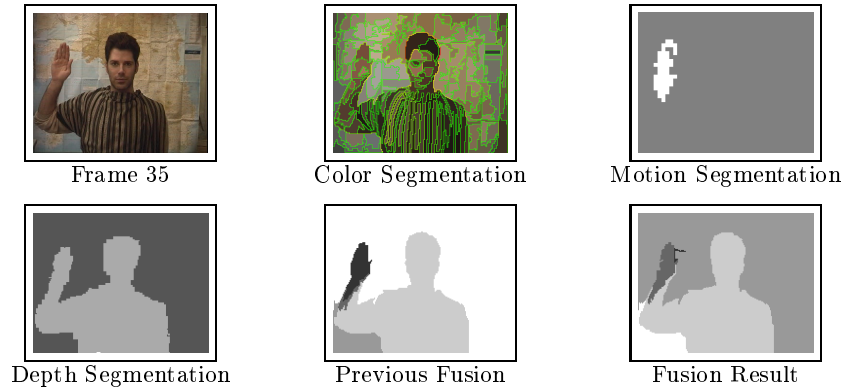 Frame 35
Color Segmentation
Motion Segmentation
Depth Segmentation
Previous Fusion
Fusion Result